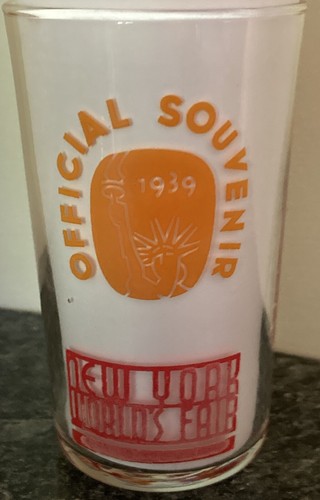 OFFICIAL SOUVENIR
1939
NEW YORK
WORLD'S FAIR